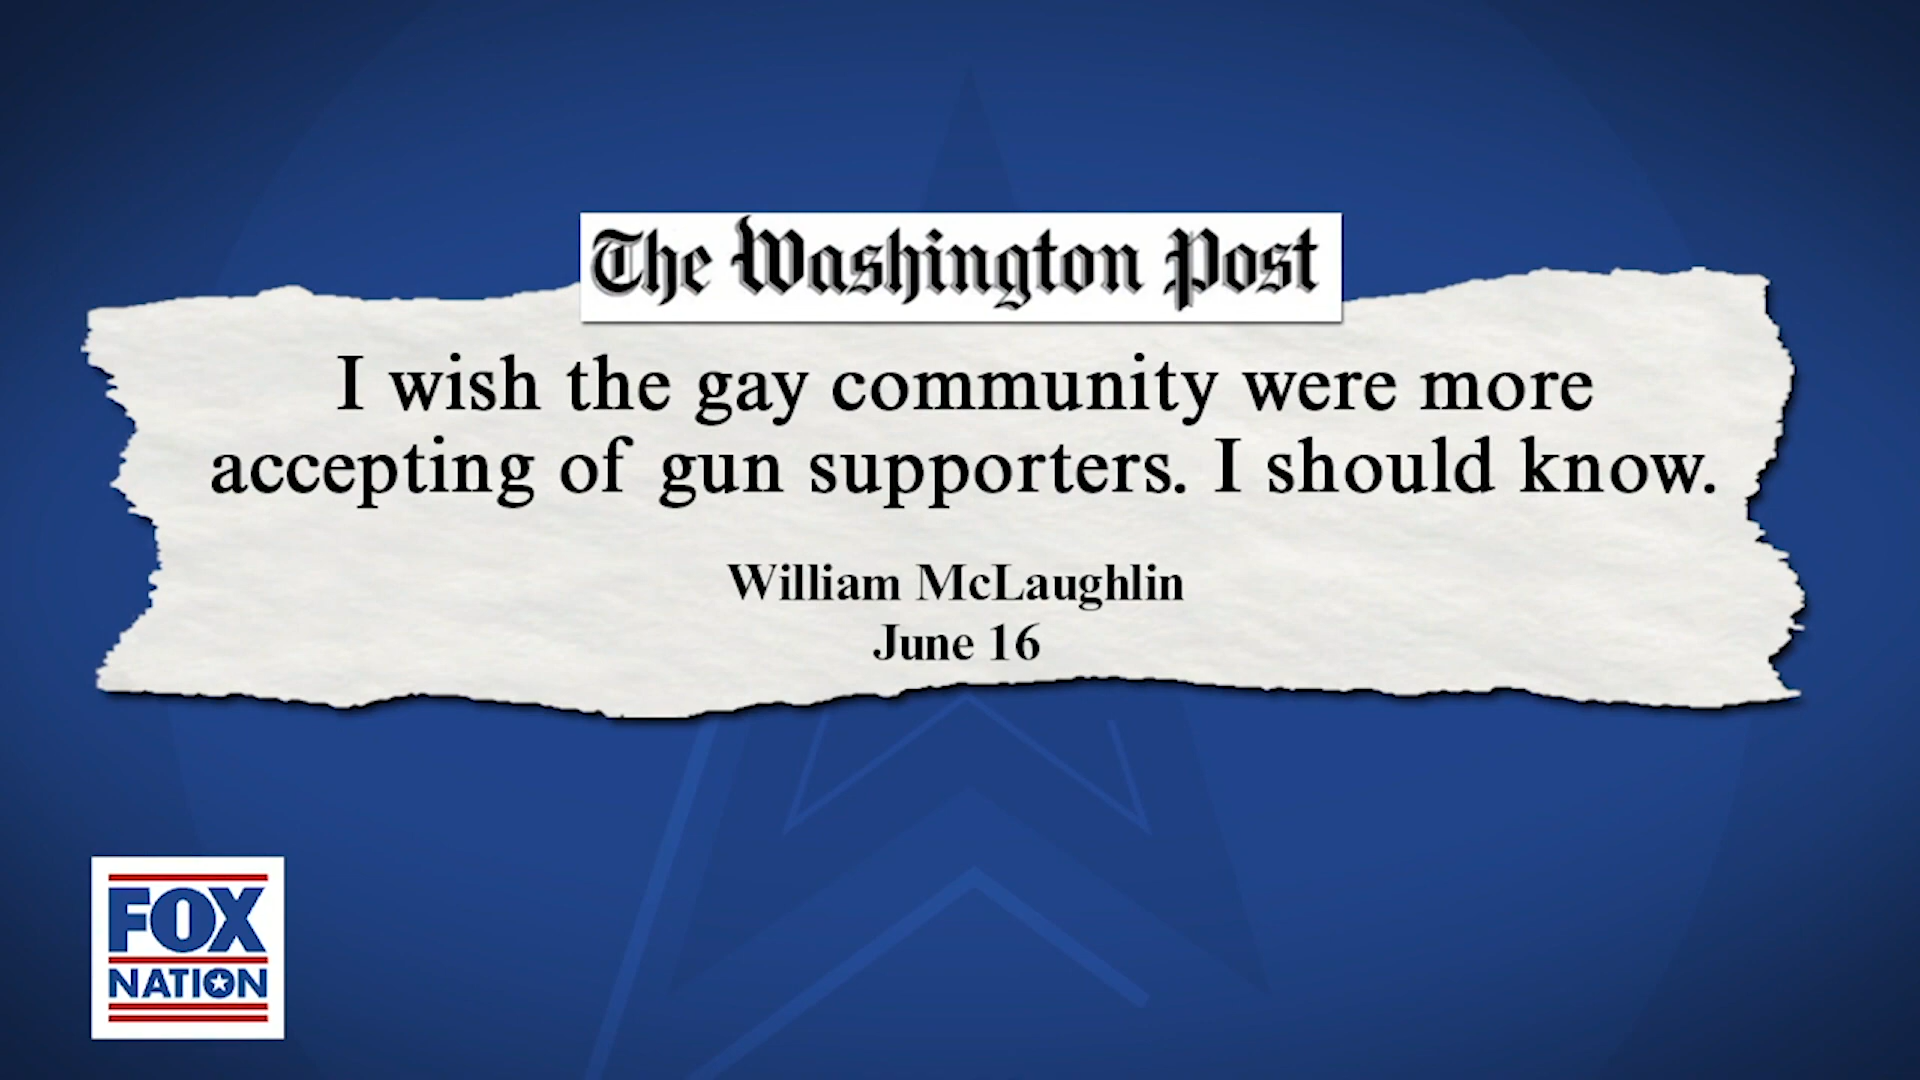 The Washington Post
I wish the gay community were more
accepting of gun supporters. I should know.
William McLaughlin
June 16
FOX
NATION